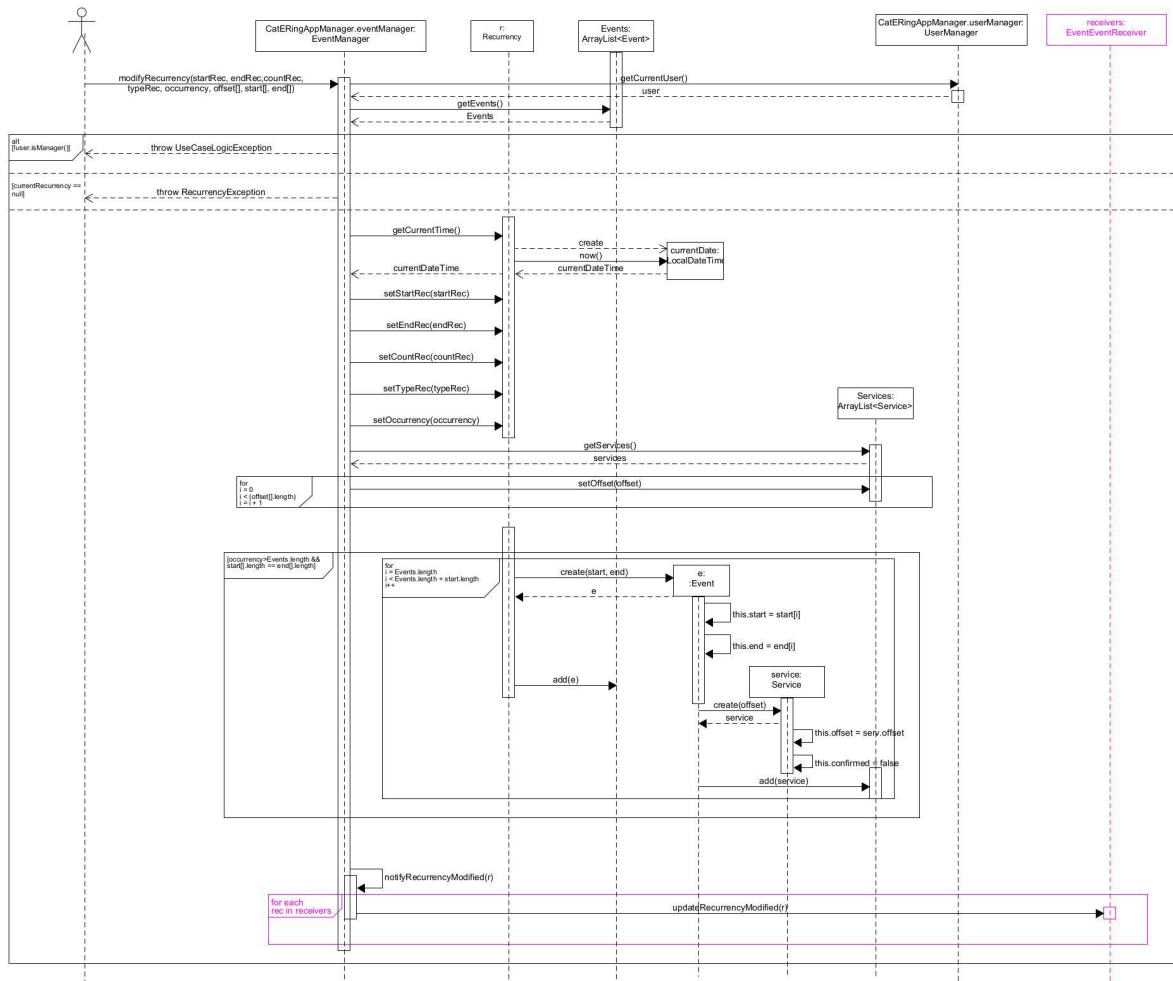 CatERingAppManager.eventManager:
EventManager
r:
Recurrency
Events:
ArrayList<Event>
CatERingAppManager.userManager:
UserManager
receivers:
EventEventReceiver
modifyRecurrency(startRec, endRec,countRec,
typeRec, occurrency, offset[], start[], end[])
getCurrentUser()
user
getEvents()
Events
alt
[!user.isManager()]
throw UseCaseLogicException
[currentRecurrency ==
null]
throw RecurrencyException
getCurrentTime()
create
currentDate:
LocalDateTime
now()
currentDateTime
currentDateTime
setStartRec(startRec)
setEndRec(endRec)
setCountRec(countRec)
setTypeRec(typeRec)
Services:
ArrayList<Service>
setOccurrency(occurrency)
getServices()
services
for
i = 0
i < (offset[].length)
i = i + 1
setOffset(offset)
[occurrency>Events.length &&
start[].length == end[].length]
for
i = Events.length
i < Events.length + start.length
i++
create(start, end)
e:
:Event
e
this.start = start[i]
this.end = end[i]
service:
Service
add(e)
create(offset)
service
this.offset = serv.offset
this.confirmed = false
add(service)
notifyRecurrencyModified(r)
for each
rec in receivers
updateRecurrencyModified(r)